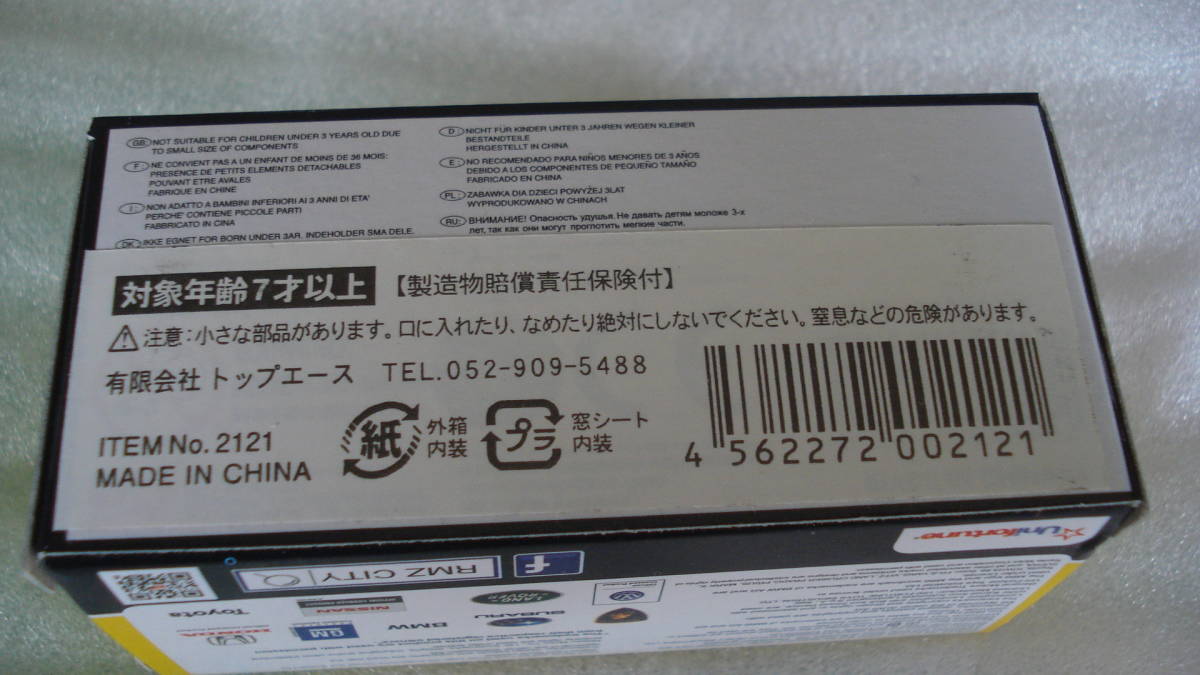 GB: NOT SUITABLE FOR CHILDREN UNDER 3 YEARS OLD DUE
TO SMALL SIZE OF COMPONENTS
F: NE CONVIENT PAS A UN ENFANT DE MOINS DE 36 MOIS:
PRESENCE DE PETITS ELEMENTS DETACHABLES
POUVANT ETRE AVALES
FABRIQUE EN CHINE
I: NON ADATTO A BAMBINI INFERIORI AI 3 ANNI DI ETA'
PERCHE' CONTIENE PICCOLE PARTI
FABBRICATO IN CINA
DK: IKKE EGNET FOR BORN UNDER 3AR. INDEHOLDER SMA DELE.
D: NICHT FÜR KINDER UNTER 3 JAHREN WEGEN KLEINER
BESTANDTEILE
HERGESTELLT IN CHINA
E: NO RECOMENDADO PARA NIÑOS MENORES DE 3 AÑOS
DEBIDO A LOS COMPONENTES DE PEQUEÑO TAMAÑO
FABRICADO EN CHINA
PL: ZABAWKA DIA DZIECI POWYŻEJ 3LAT
WYPRODUKOWANO W CHINACH
RU: ВНИМАНИЕ! Опасность удушья. Не давать детям моложе 3-х
лет, так как они могут проглотить мелкие части.
対象年齢7才以上 【製造物賠償責任保険付】
注意:小さな部品があります。口に入れたり、なめたり絶対にしないでください。窒息などの危険があります。
有限会社 トップエース TEL.052-909-5488
ITEM No. 2121
MADE IN CHINA
紙 外箱
内装
プラ 窓シート
内装
4 562272 002121
Unifortune
f
RMZ CITY
LAND ROVER
NISSAN
Toyota
SUBARU
BMW
GM
HONDA